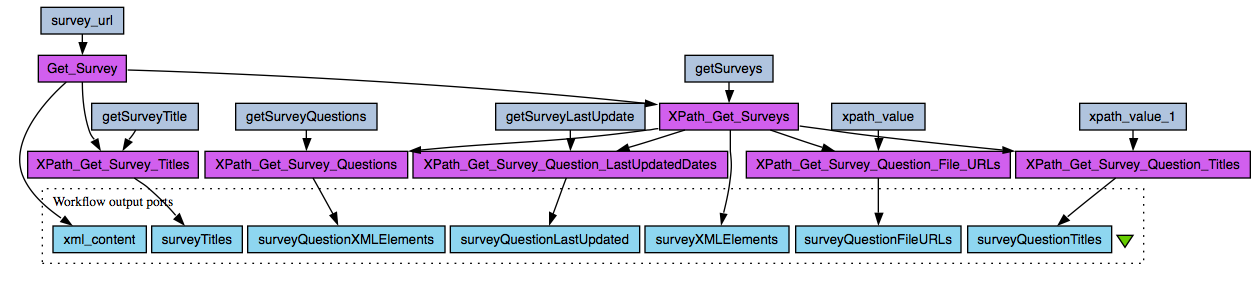 survey_url
Get_Survey
getSurveys
getSurveyTitle
getSurveyQuestions
getSurveyLastUpdate
XPath_Get_Surveys
xpath_value
xpath_value_1
XPath_Get_Survey_Titles
XPath_Get_Survey_Questions
XPath_Get_Survey_Question_LastUpdatedDates
XPath_Get_Survey_Question_File_URLs
XPath_Get_Survey_Question_Titles
Workflow output ports
xml_content
surveyTitles
surveyQuestionXMLElements
surveyQuestionLastUpdated
surveyXMLElements
surveyQuestionFileURLs
surveyQuestionTitles